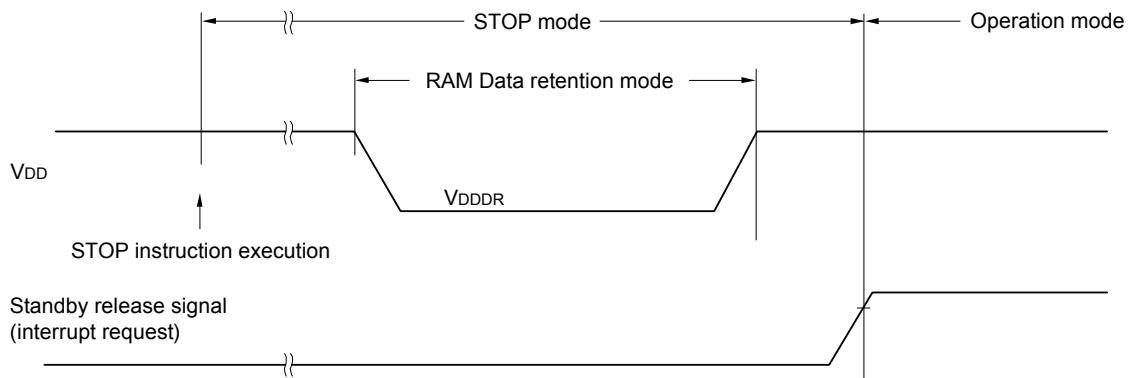 STOP mode
Operation mode
RAM Data retention mode
VDD
VDDDR
STOP instruction execution
Standby release signal
(interrupt request)